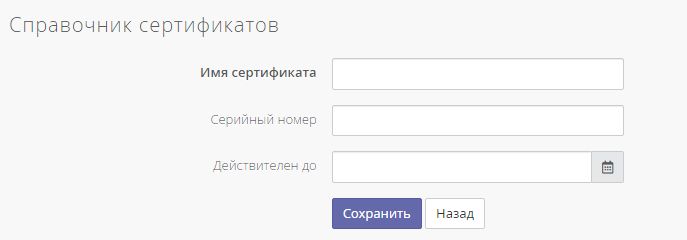 Справочник сертификатов
Имя сертификата
Серийный номер
Действителен до
Сохранить Назад